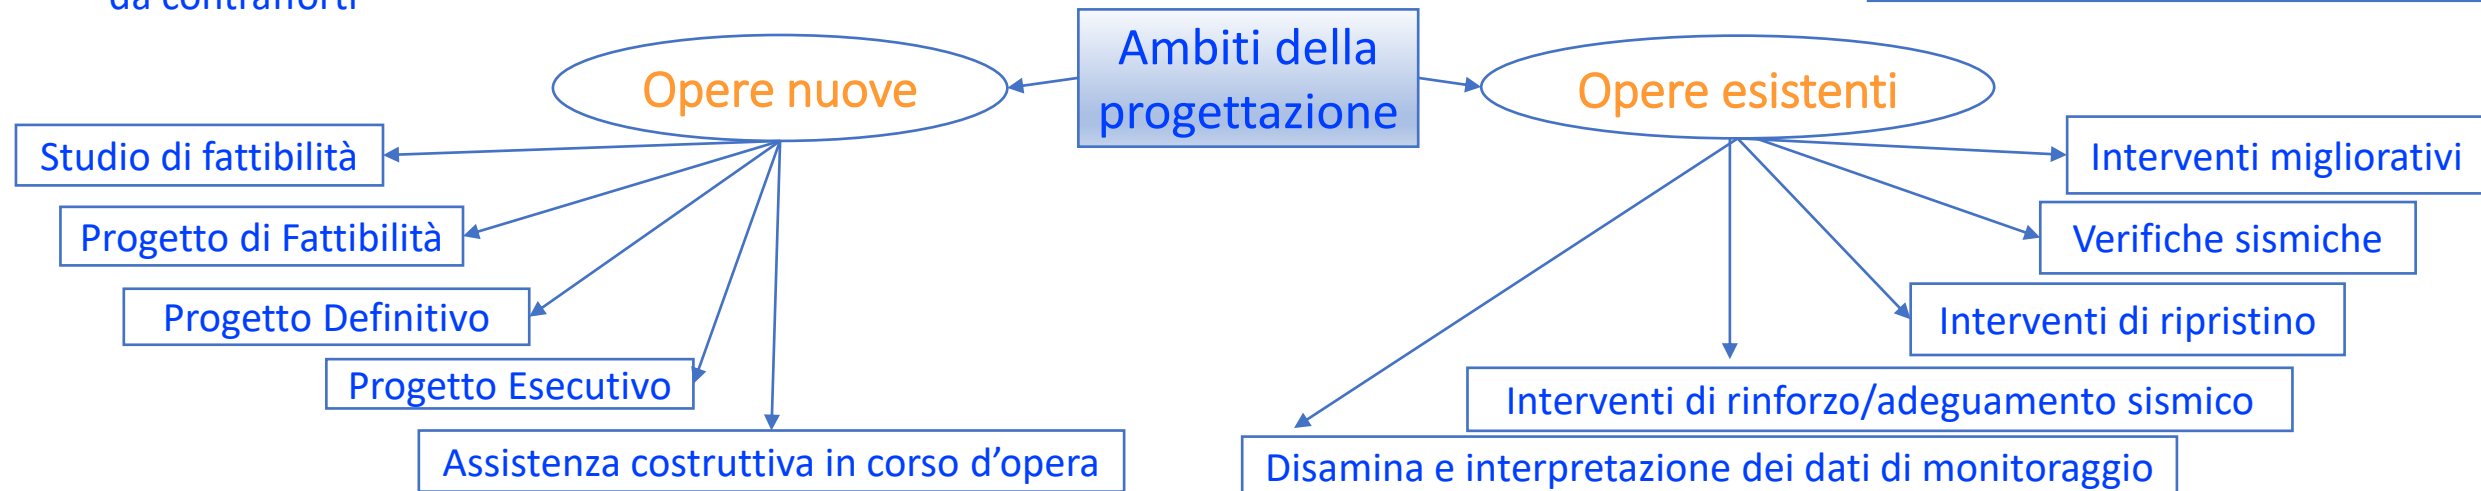 da contrafforti
Ambiti della
progettazione
Opere nuove
Opere esistenti
Studio di fattibilità
Progetto di Fattibilità
Progetto Definitivo
Progetto Esecutivo
Assistenza costruttiva in corso d’opera
Interventi migliorativi
Verifiche sismiche
Interventi di ripristino
Interventi di rinforzo/adeguamento sismico
Disamina e interpretazione dei dati di monitoraggio